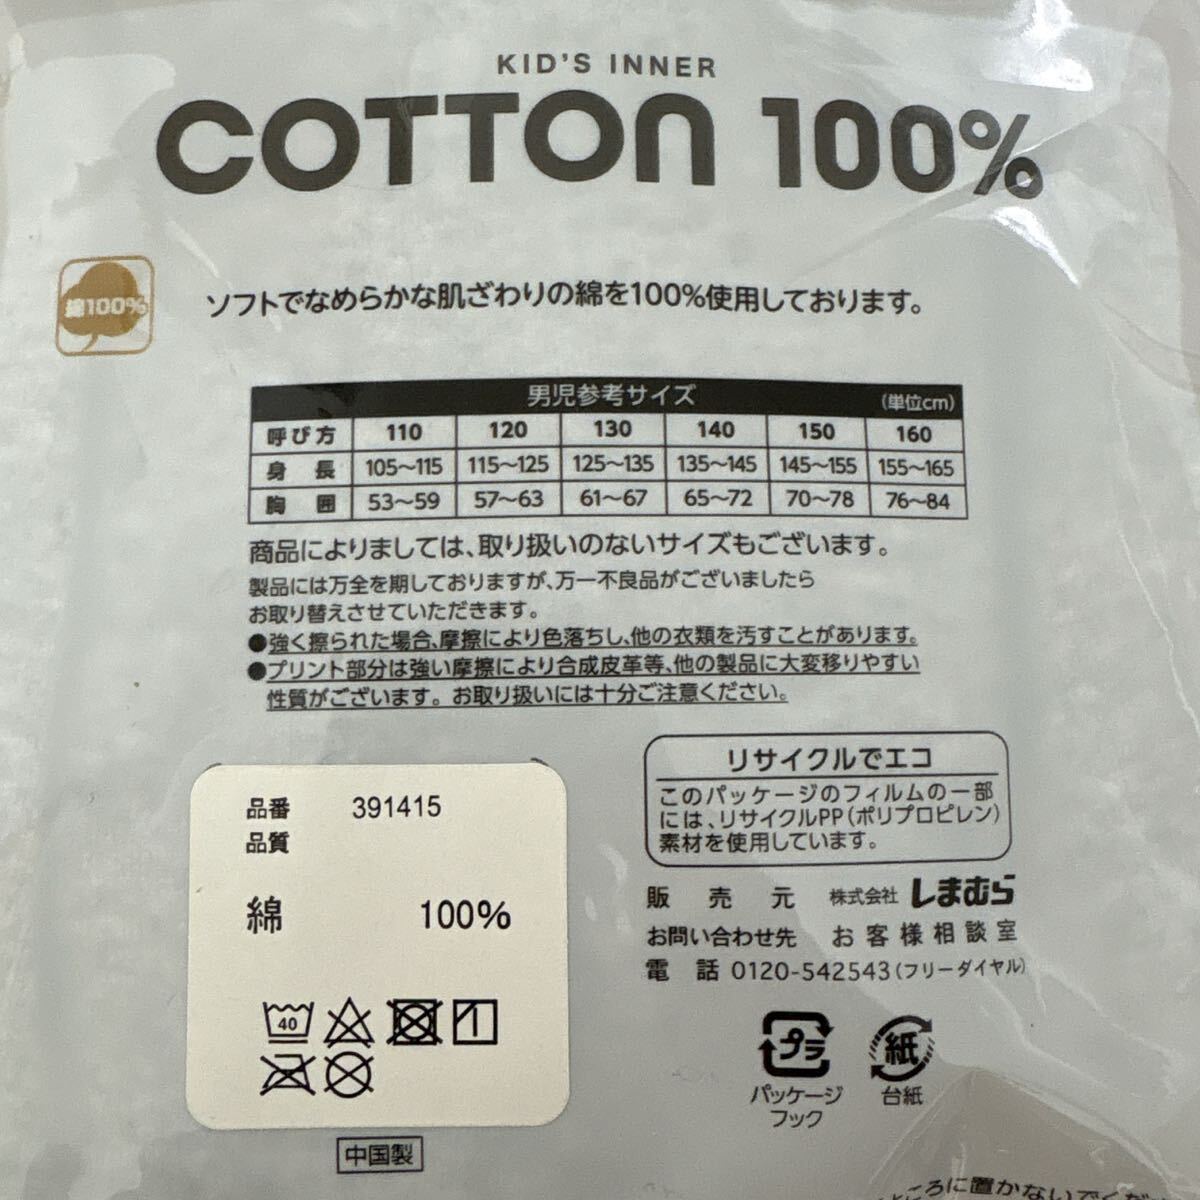 KID'S INNER
COTTON 100%
綿100%
ソフトでなめらかな肌ざわりの綿を100%使用しております。
男児参考サイズ (単位cm)
呼び方 110 120 130 140 150 160
身長 105〜115 115〜125 125〜135 135〜145 145〜155 155〜165
胸囲 53〜59 57〜63 61〜67 65〜72 70〜78 76〜84
商品によりましては、取り扱いのないサイズもございます。
製品には万全を期しておりますが、万一不良品がございましたら
お取り替えさせていただきます。
●強く擦られた場合、摩擦により色落ちし、他の衣類を汚すことがあります。
●プリント部分は強い摩擦により合成皮革等、他の製品に大変移りやすい
性質がございます。お取り扱いには十分ご注意ください。
リサイクルでエコ
このパッケージのフィルムの一部
には、リサイクルPP(ポリプロピレン)
素材を使用しています。
品番 391415
品質
綿 100%
40
販売元 株式会社しまむら
お問い合わせ先 お客様相談室
電話 0120-542543(フリーダイヤル)
プラ
パッケージ
フック
紙
台紙
中国製
ころに置かないでくだ